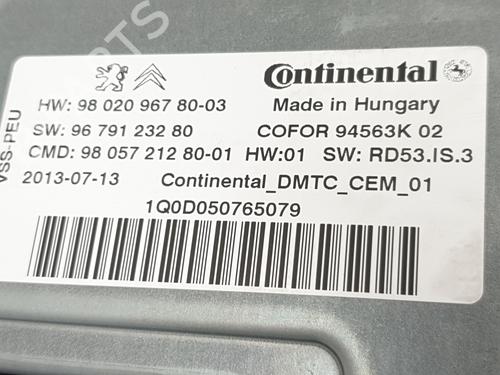 PARTS
Continental
HW: 98 020 967 80-03
Made in Hungary
SW: 96 791 232 80
COFOR 94563K 02
CMD: 98 057 212 80-01 HW:01 SW: RD53.IS.3
VSS-PEU
2013-07-13 Continental_DMTC_CEM_01
1Q0D050765079